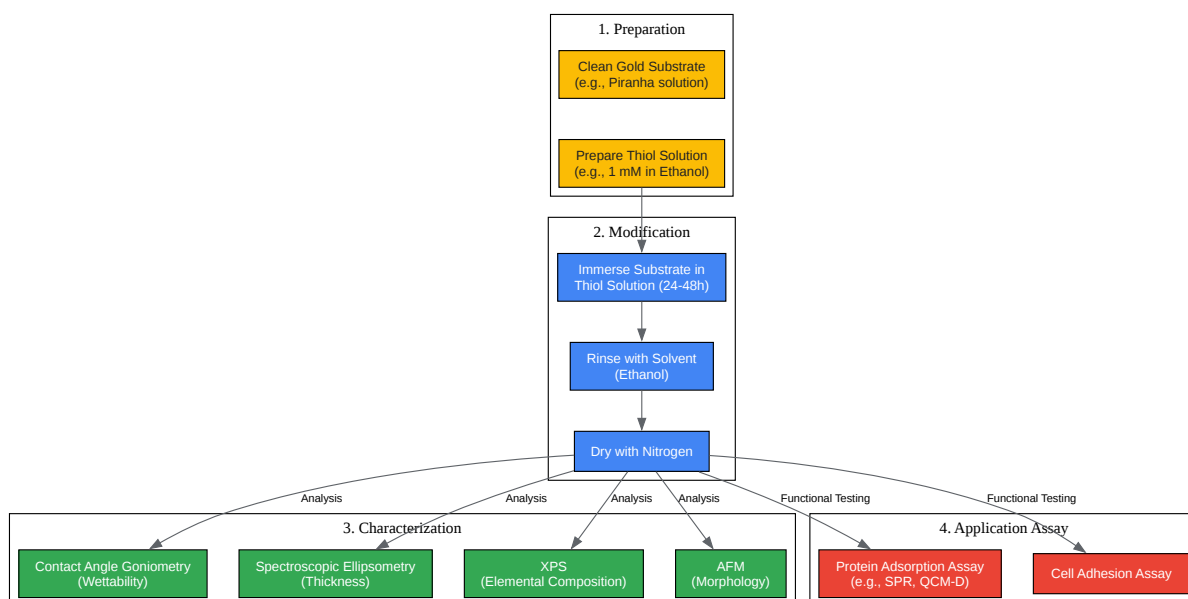 1. Preparation
Clean Gold Substrate
(e.g., Piranha solution)
Prepare Thiol Solution
(e.g., 1 mM in Ethanol)
2. Modification
Immerse Substrate in
Thiol Solution (24-48h)
Rinse with Solvent
(Ethanol)
Dry with Nitrogen
Analysis
Analysis
Analysis
Analysis
Functional Testing
Functional Testing
3. Characterization
Contact Angle Goniometry
(Wettability)
Spectroscopic Ellipsometry
(Thickness)
XPS
(Elemental Composition)
AFM
(Morphology)
4. Application Assay
Protein Adsorption Assay
(e.g., SPR, QCM-D)
Cell Adhesion Assay